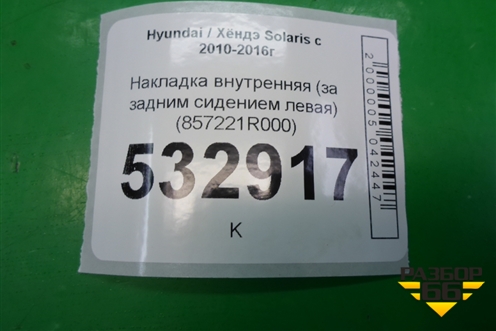 Hyundai / Хёндэ Solaris с
2010-2016г
Накладка внутренняя (за
задним сидением левая)
(857221R000)
532917
K
2000005042447
РАЗБОР
66